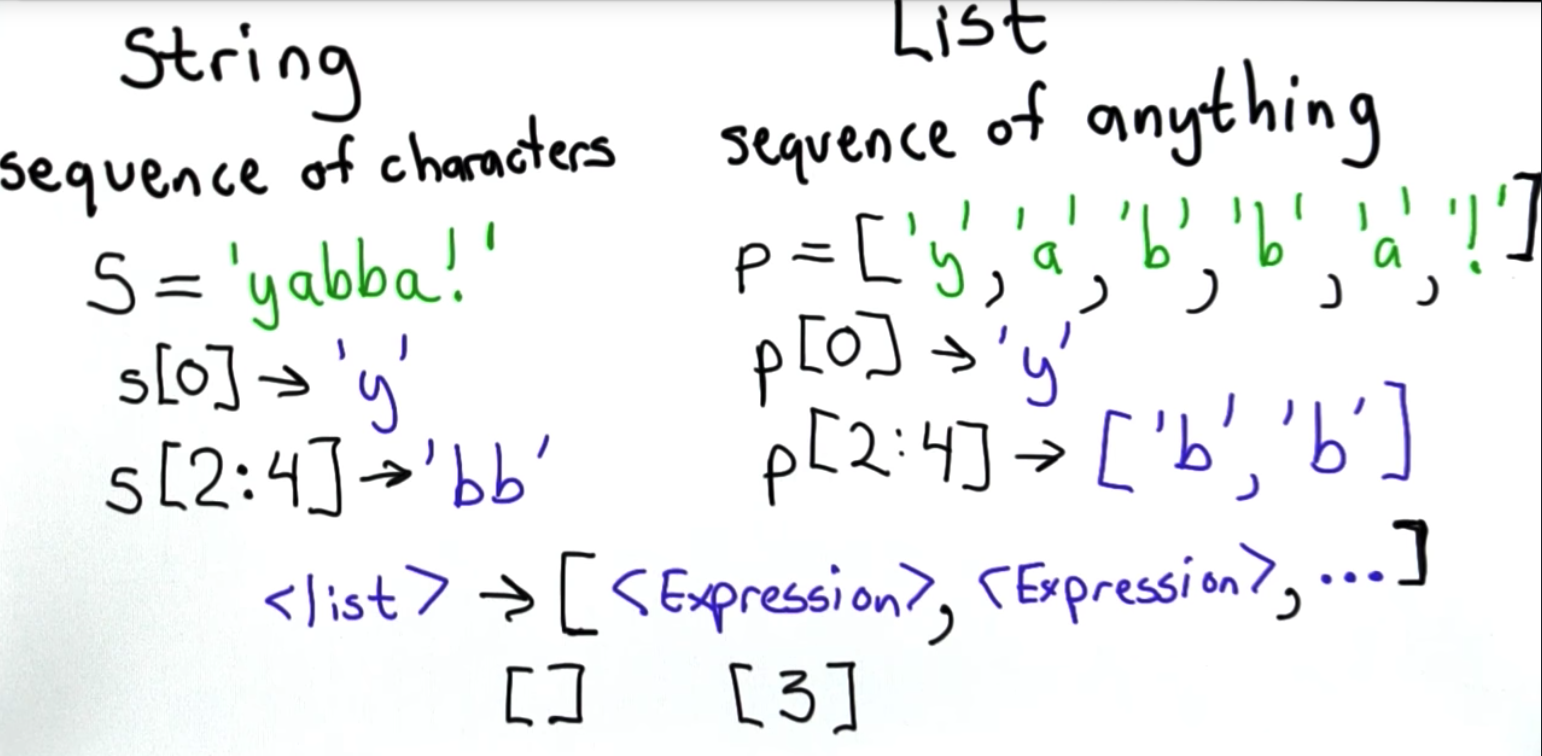 String
sequence of characters
S = 'yabba!'
s[0] → 'y'
s[2:4] → 'bb'
List
sequence of anything
p = ['y', 'a', 'b', 'b', 'a', '!']
p[0] → 'y'
p[2:4] → ['b', 'b']
<list> → [<Expression>, <Expression>, ...]
[] [3]